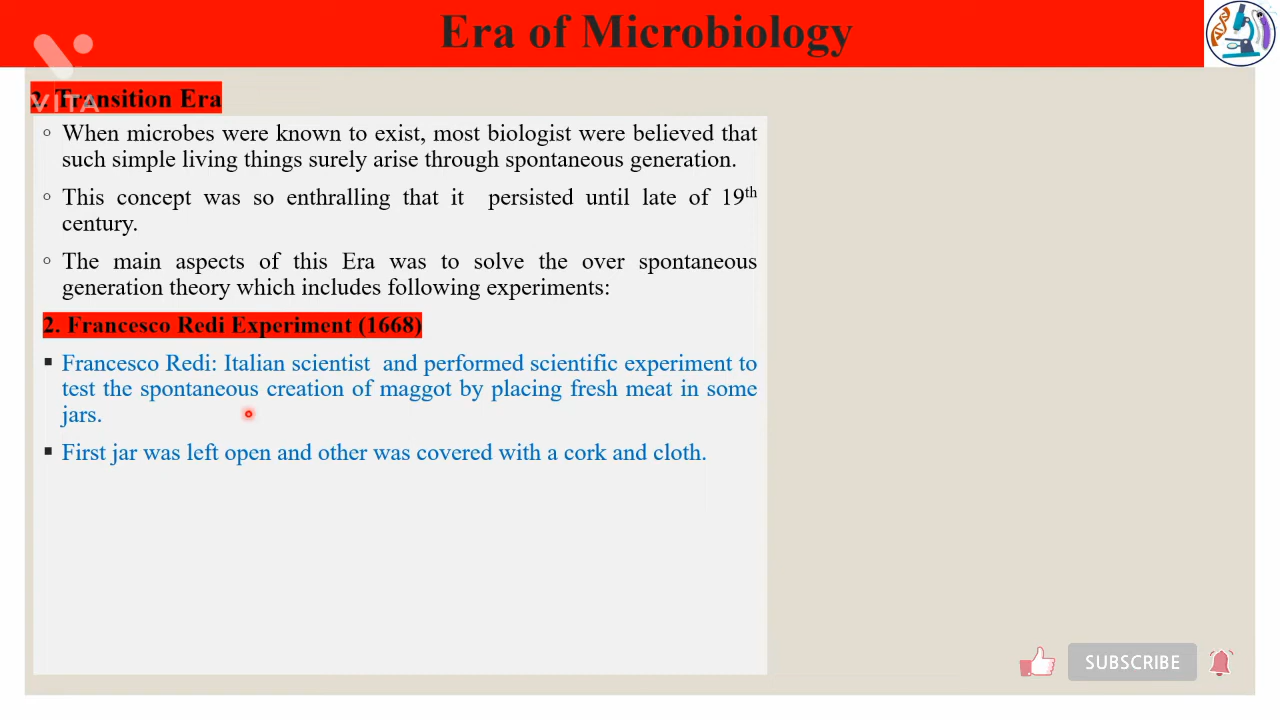 Era of Microbiology
VITA
2. Transition Era
◦ When microbes were known to exist, most biologist were believed that
such simple living things surely arise through spontaneous generation.
◦ This concept was so enthralling that it persisted until late of 19th
century.
◦ The main aspects of this Era was to solve the over spontaneous
generation theory which includes following experiments:
2. Francesco Redi Experiment (1668)
▪ Francesco Redi: Italian scientist and performed scientific experiment to
test the spontaneous creation of maggot by placing fresh meat in some
jars.
▪ First jar was left open and other was covered with a cork and cloth.
SUBSCRIBE